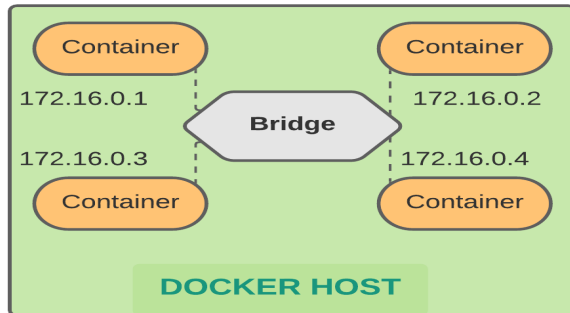 Container
Container
172.16.0.1
172.16.0.2
Bridge
172.16.0.3
172.16.0.4
Container
Container
DOCKER HOST